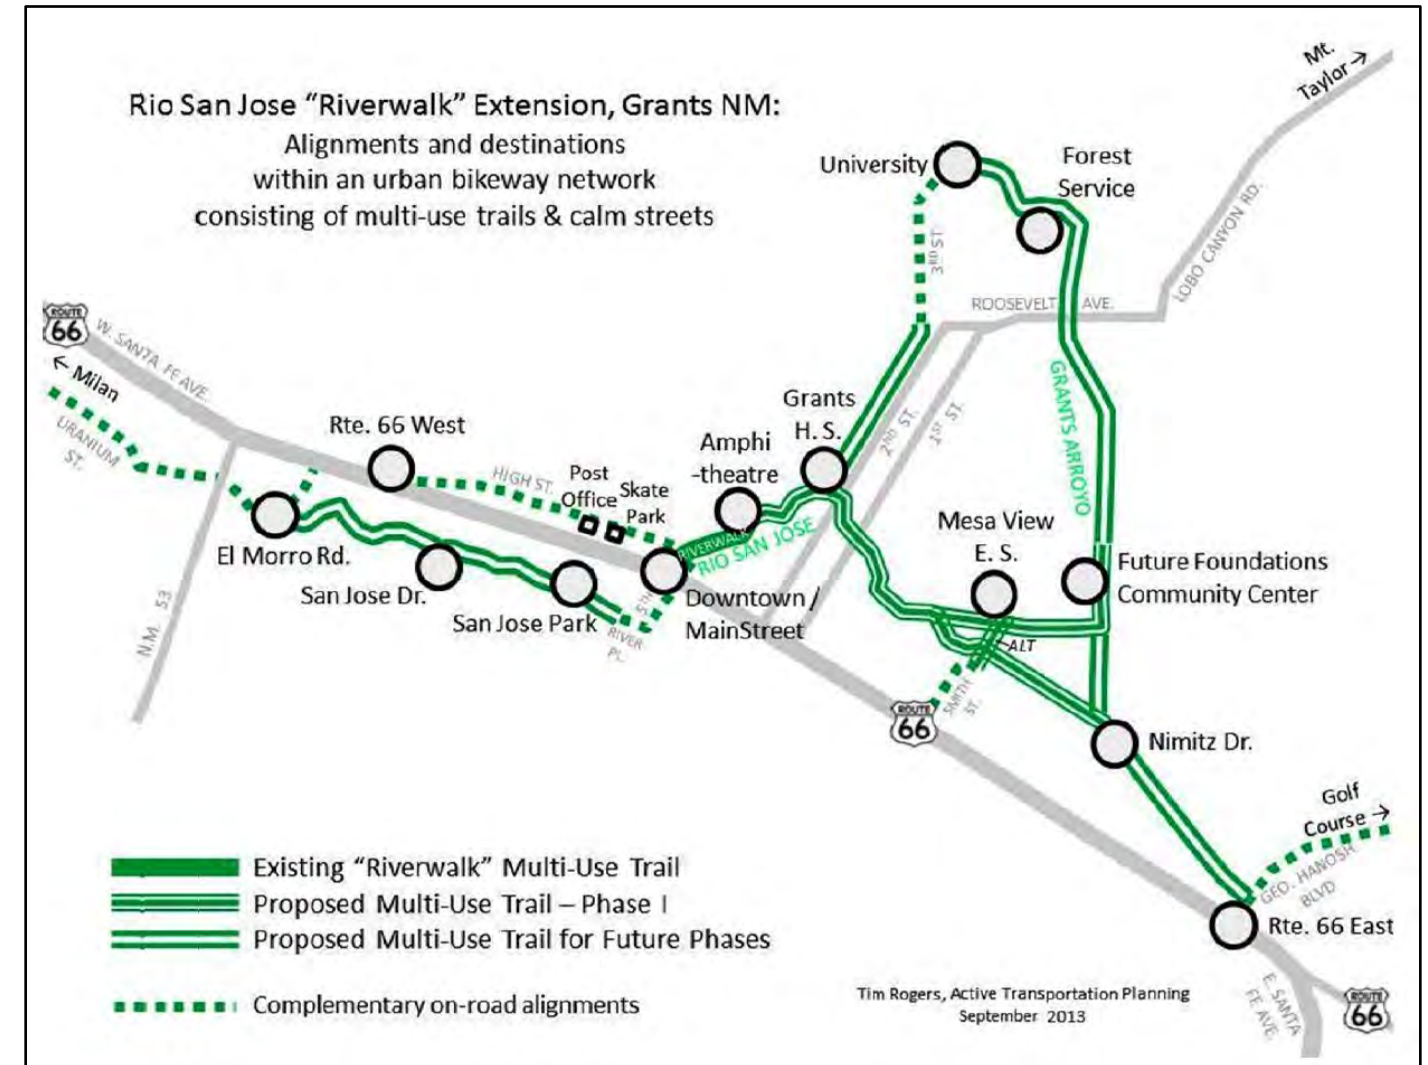 Rio San Jose “Riverwalk” Extension, Grants NM:
Alignments and destinations
within an urban bikeway network
consisting of multi-use trails & calm streets
Mt.
Taylor →
University
Forest
Service
3RD ST.
LOBO CANYON RD.
ROOSEVELT AVE.
ROUTE
66
W. SANTA FE AVE.
← Milan
URANIUM
ST.
Rte. 66 West
HIGH ST.
Post
Office
Skate
Park
Amphi
-theatre
Grants
H. S.
2ND ST.
1ST ST.
GRANTS ARROYO
RIVERWALK
RIO SAN JOSE
Mesa View
E. S.
Future Foundations
Community Center
El Morro Rd.
San Jose Dr.
San Jose Park
5TH
RIVER
PL.
Downtown /
MainStreet
N.M. 53
ALT
SMITH
ST.
ROUTE
66
Nimitz Dr.
Golf
Course →
GEO. HANOSH
BLVD
Rte. 66 East
E. SANTA
FE AVE.
ROUTE
66
Existing “Riverwalk” Multi-Use Trail
Proposed Multi-Use Trail – Phase I
Proposed Multi-Use Trail for Future Phases
Complementary on-road alignments
Tim Rogers, Active Transportation Planning
September 2013